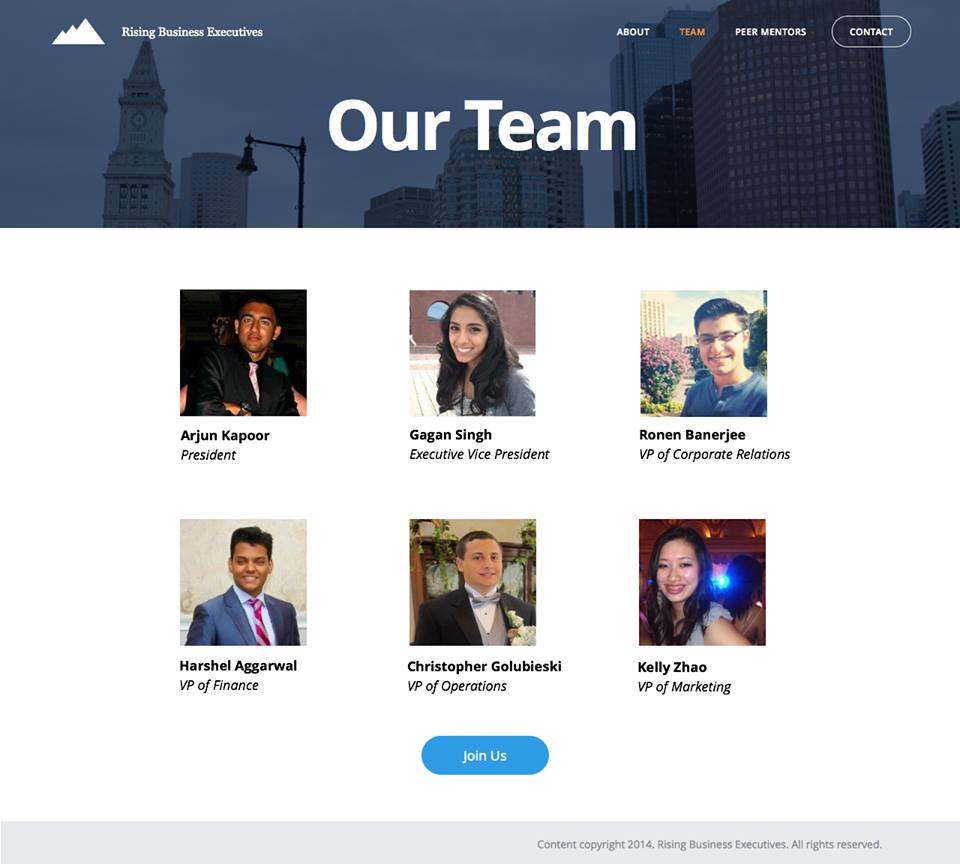 Rising Business Executives
ABOUT TEAM PEER MENTORS CONTACT
Our Team
Arjun Kapoor
President
Gagan Singh
Executive Vice President
Ronen Banerjee
VP of Corporate Relations
Harshel Aggarwal
VP of Finance
Christopher Golubieski
VP of Operations
Kelly Zhao
VP of Marketing
Join Us
Content copyright 2014. Rising Business Executives. All rights reserved.